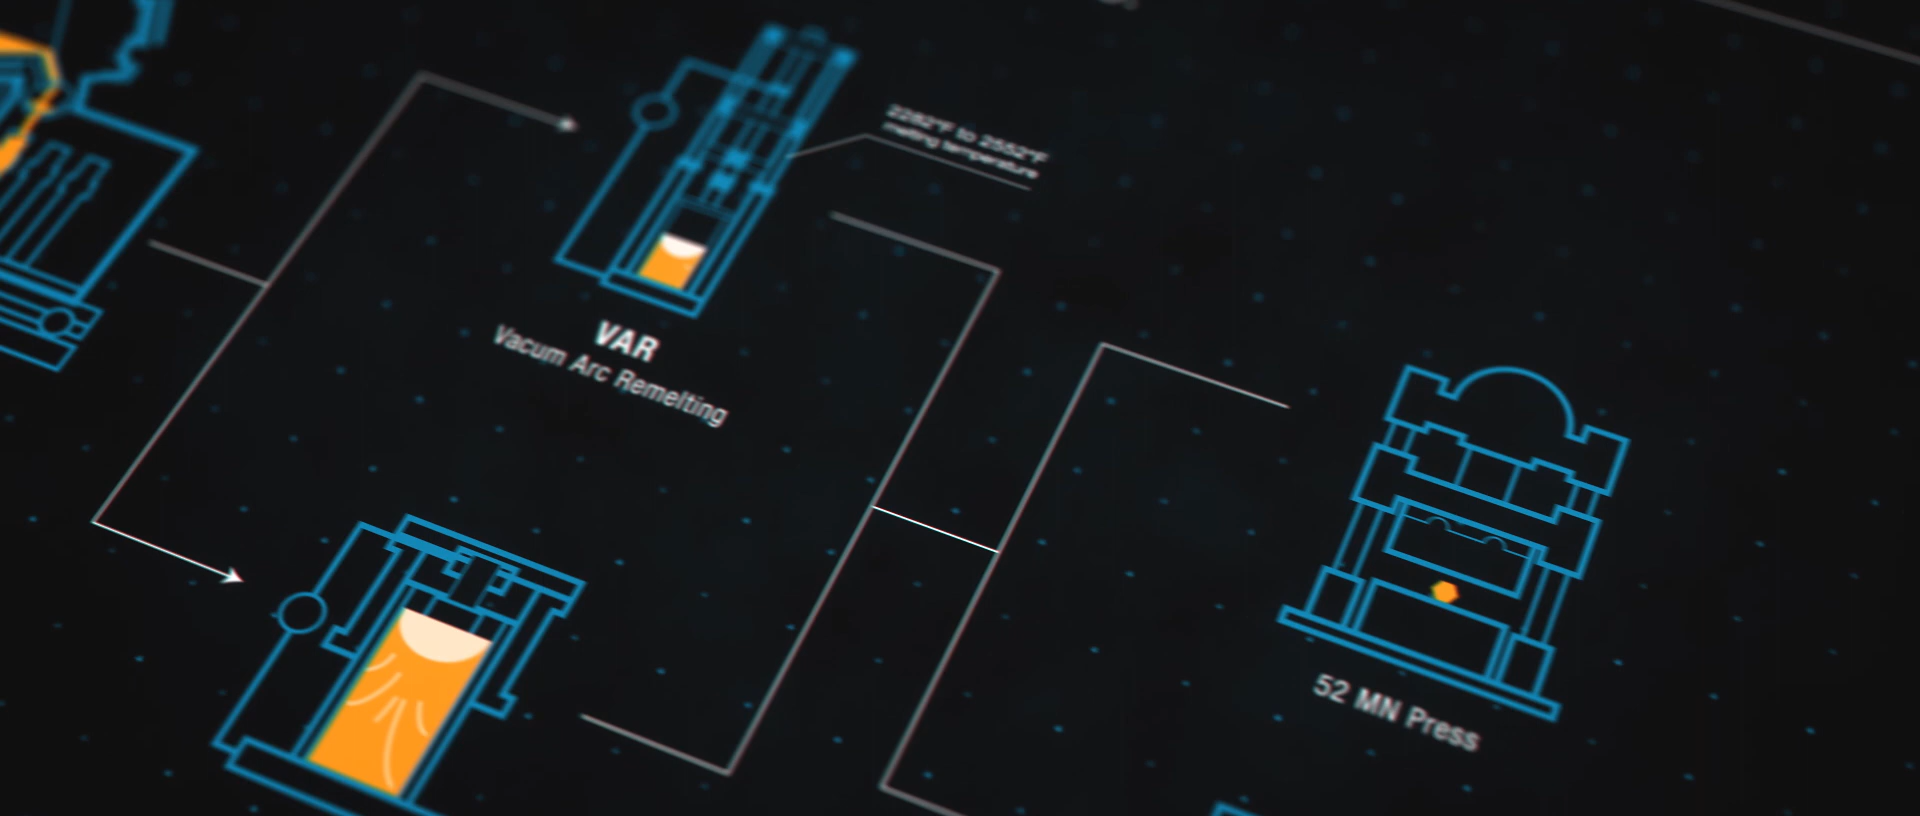 2282°F to 2552°F
melting temperature
VAR
Vacum Arc Remelting
52 MN Press